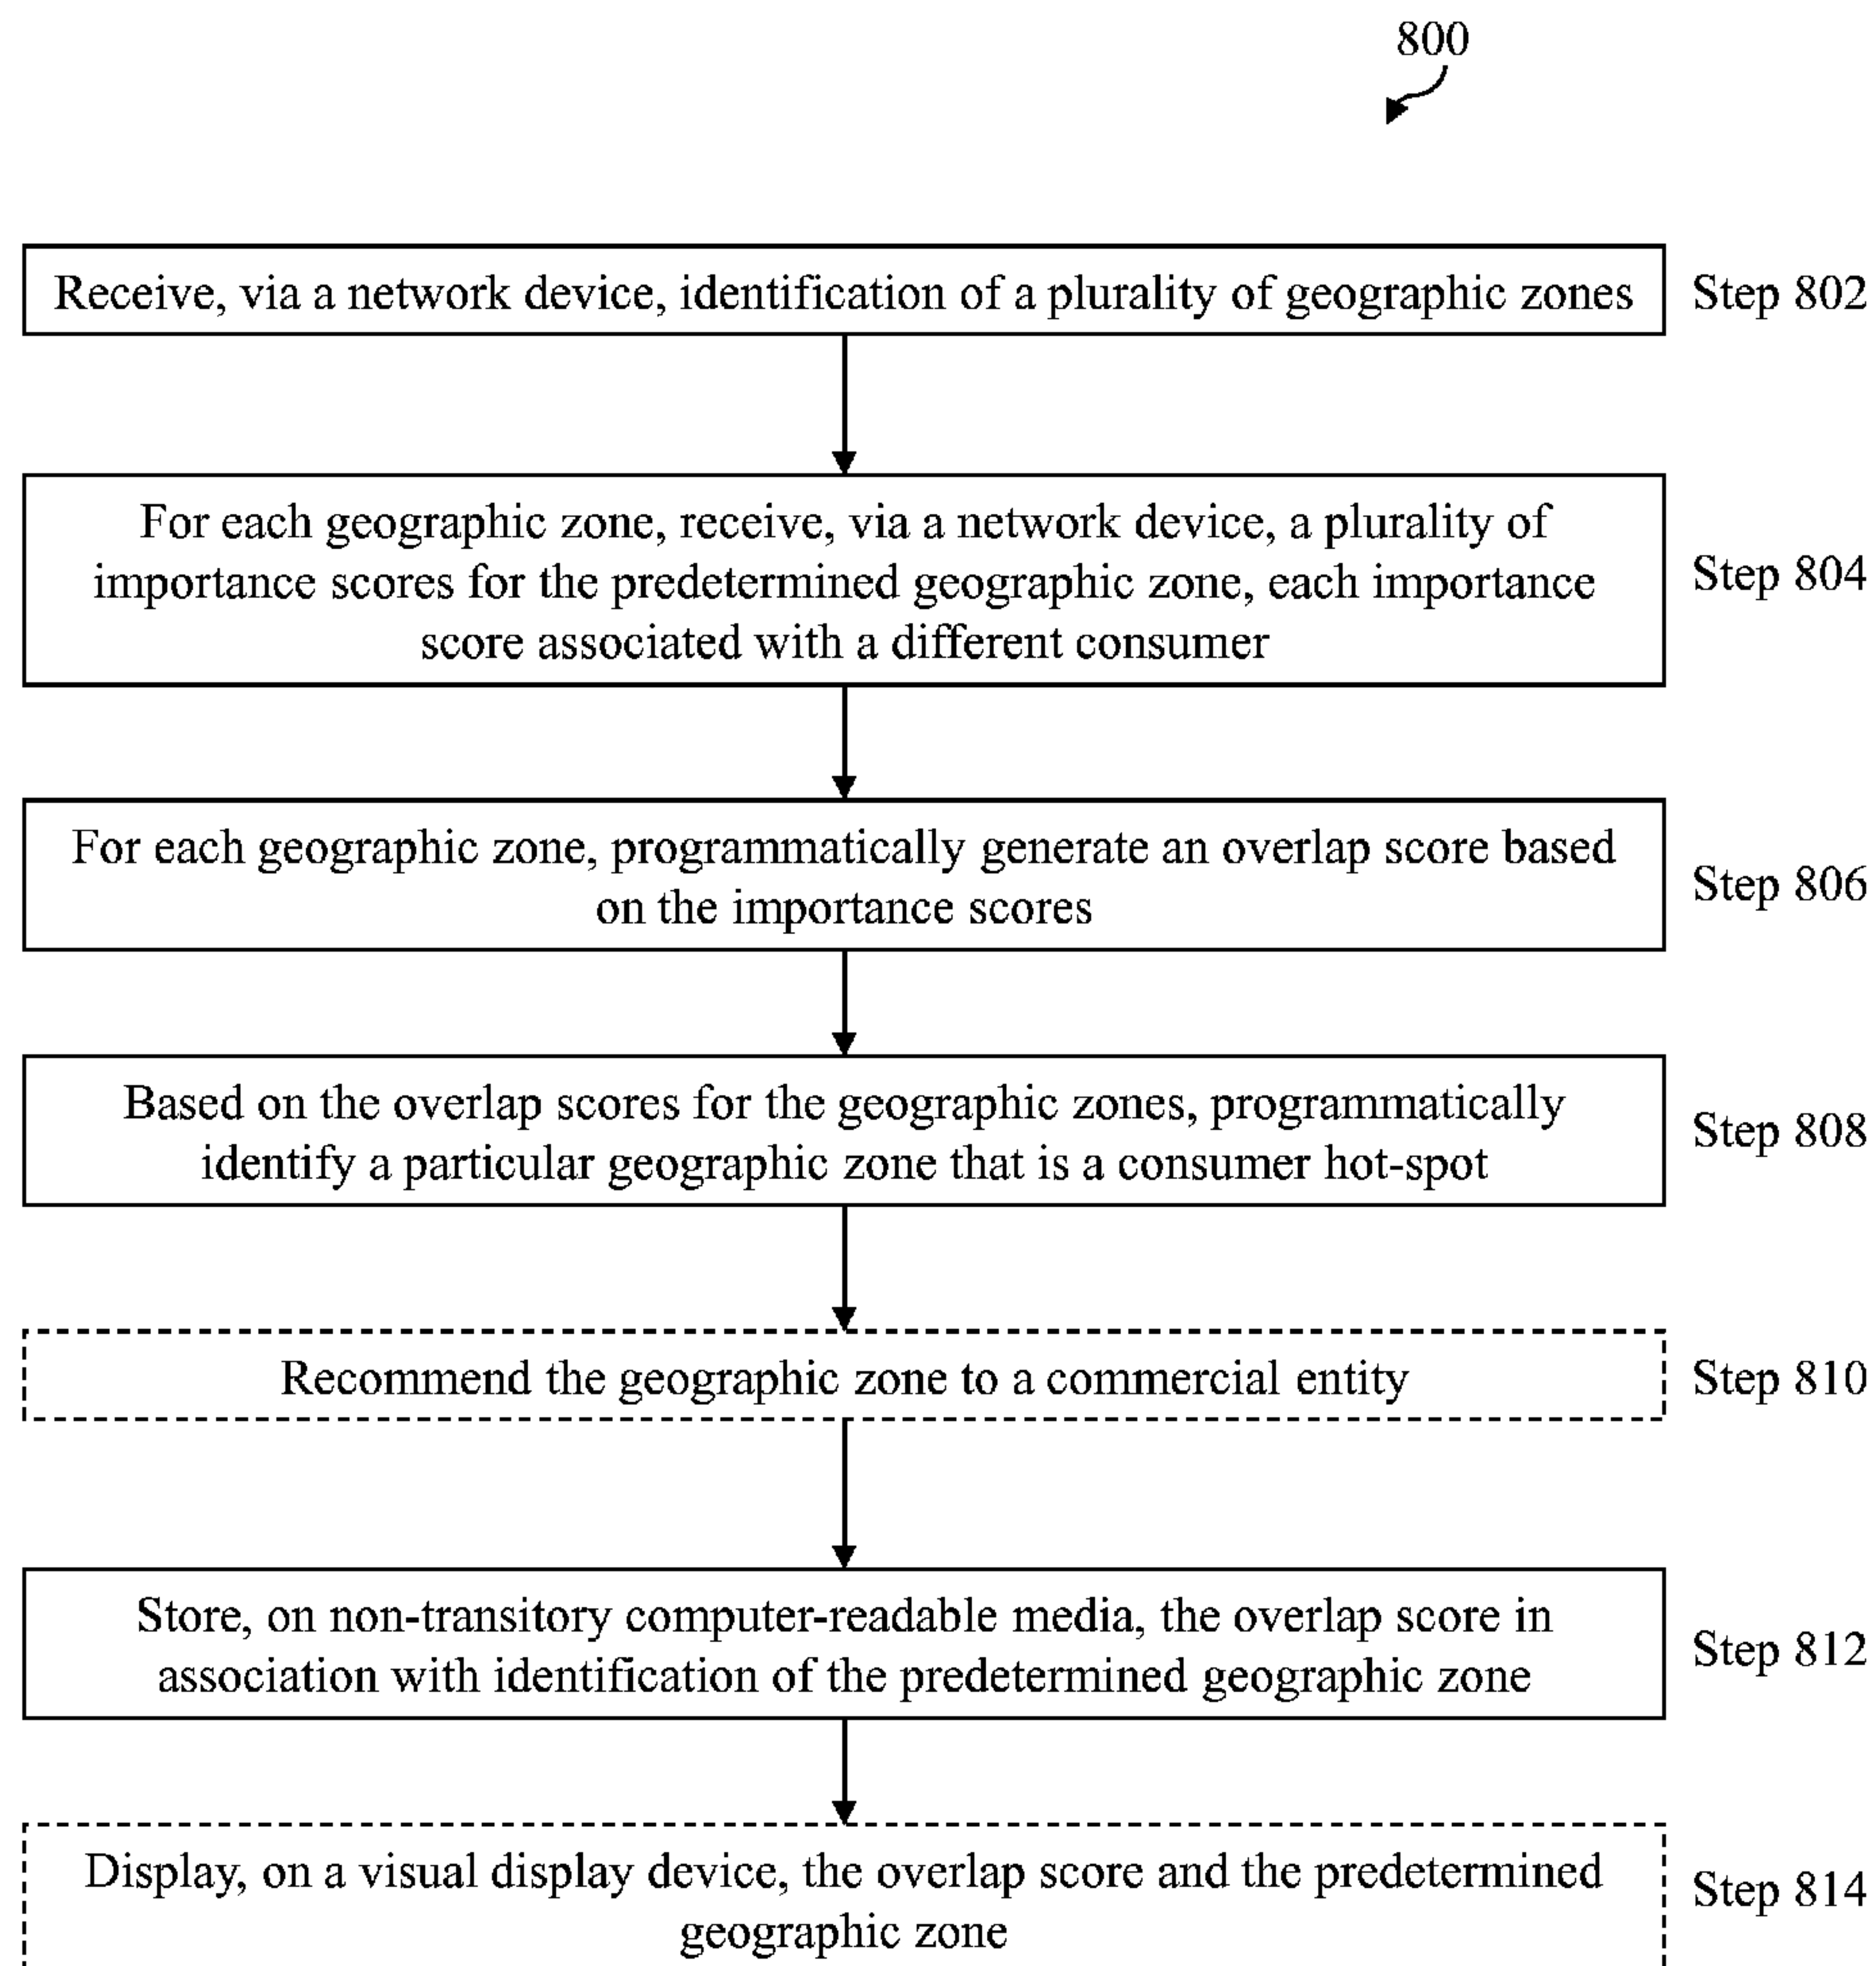 800
Receive, via a network device, identification of a plurality of geographic zones
Step 802
For each geographic zone, receive, via a network device, a plurality of
importance scores for the predetermined geographic zone, each importance
score associated with a different consumer
Step 804
For each geographic zone, programmatically generate an overlap score based
on the importance scores
Step 806
Based on the overlap scores for the geographic zones, programmatically
identify a particular geographic zone that is a consumer hot-spot
Step 808
Recommend the geographic zone to a commercial entity
Step 810
Store, on non-transitory computer-readable media, the overlap score in
association with identification of the predetermined geographic zone
Step 812
Display, on a visual display device, the overlap score and the predetermined
geographic zone
Step 814